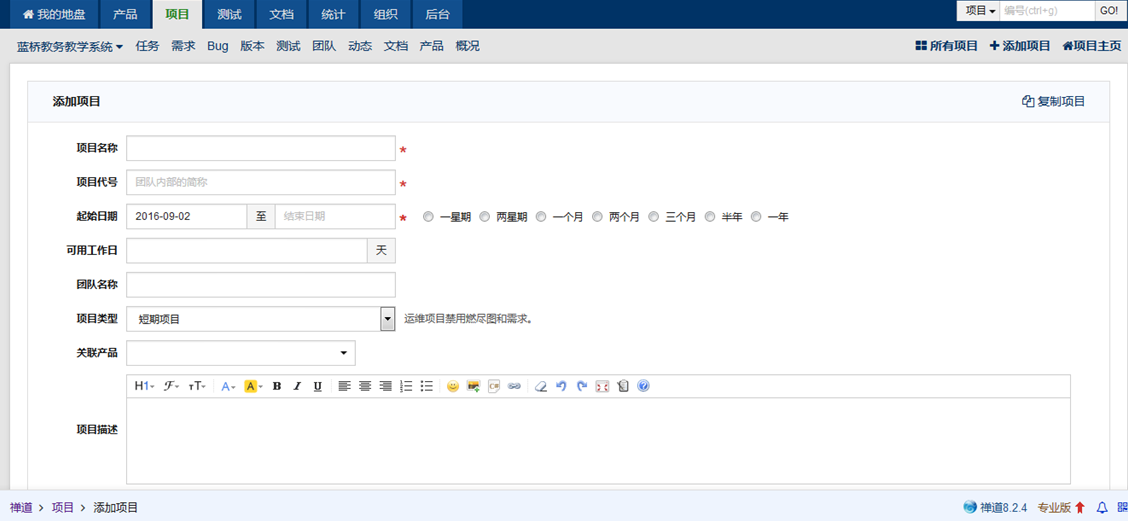 我的地盘 产品 项目 测试 文档 统计 组织 后台 项目 编号(ctrl+g) GO!
蓝桥教务教学系统 任务 需求 Bug 版本 测试 团队 动态 文档 产品 概况 所有项目 添加项目 项目主页
添加项目 复制项目
项目名称 *
项目代号 团队内部的简称 *
起始日期 2016-09-02 至 结束日期 * 一星期 两星期 一个月 两个月 三个月 半年 一年
可用工作日 天
团队名称
项目类型 短期项目 运维项目禁用燃尽图和需求。
关联产品
H1 F TT A A B I U
项目描述
禅道 > 项目 > 添加项目 禅道8.2.4 专业版